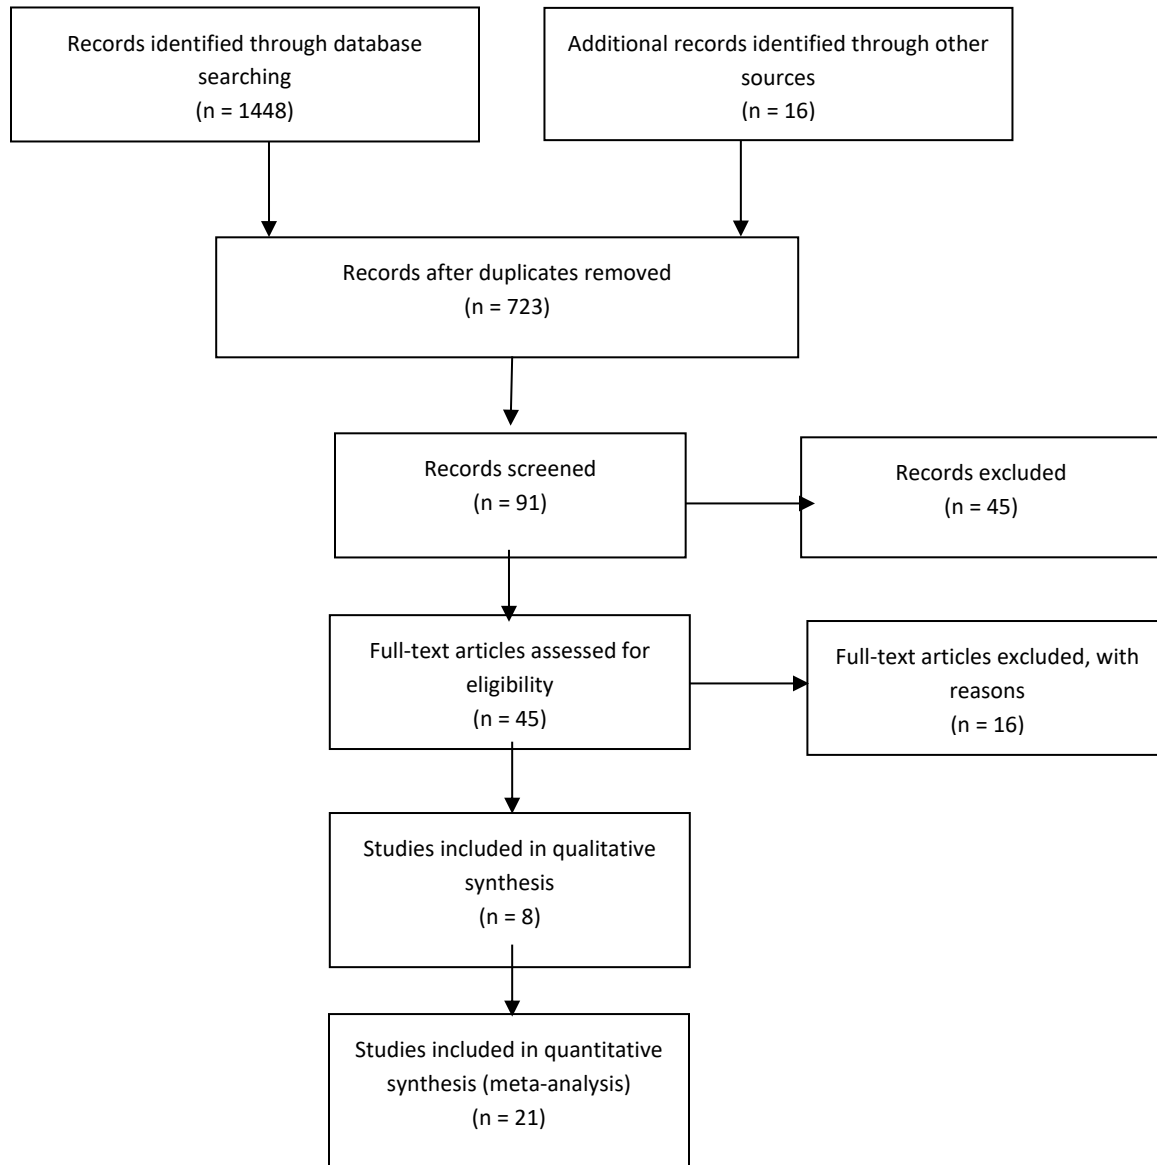 Records identified through database
searching
(n = 1448)
Additional records identified through other
sources
(n = 16)
Records after duplicates removed
(n = 723)
Records screened
(n = 91)
Records excluded
(n = 45)
Full-text articles assessed for
eligibility
(n = 45)
Full-text articles excluded, with
reasons
(n = 16)
Studies included in qualitative
synthesis
(n = 8)
Studies included in quantitative
synthesis (meta-analysis)
(n = 21)